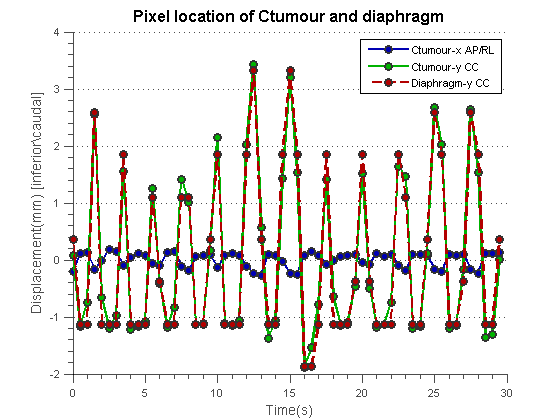 Pixel location of Ctumour and diaphragm
Ctumour-x AP/RL
Ctumour-y CC
Diaphragm-y CC
Displacement(mm) [inferior\caudal]
4
3
2
1
0
-1
-2
0 5 10 15 20 25 30
Time(s)